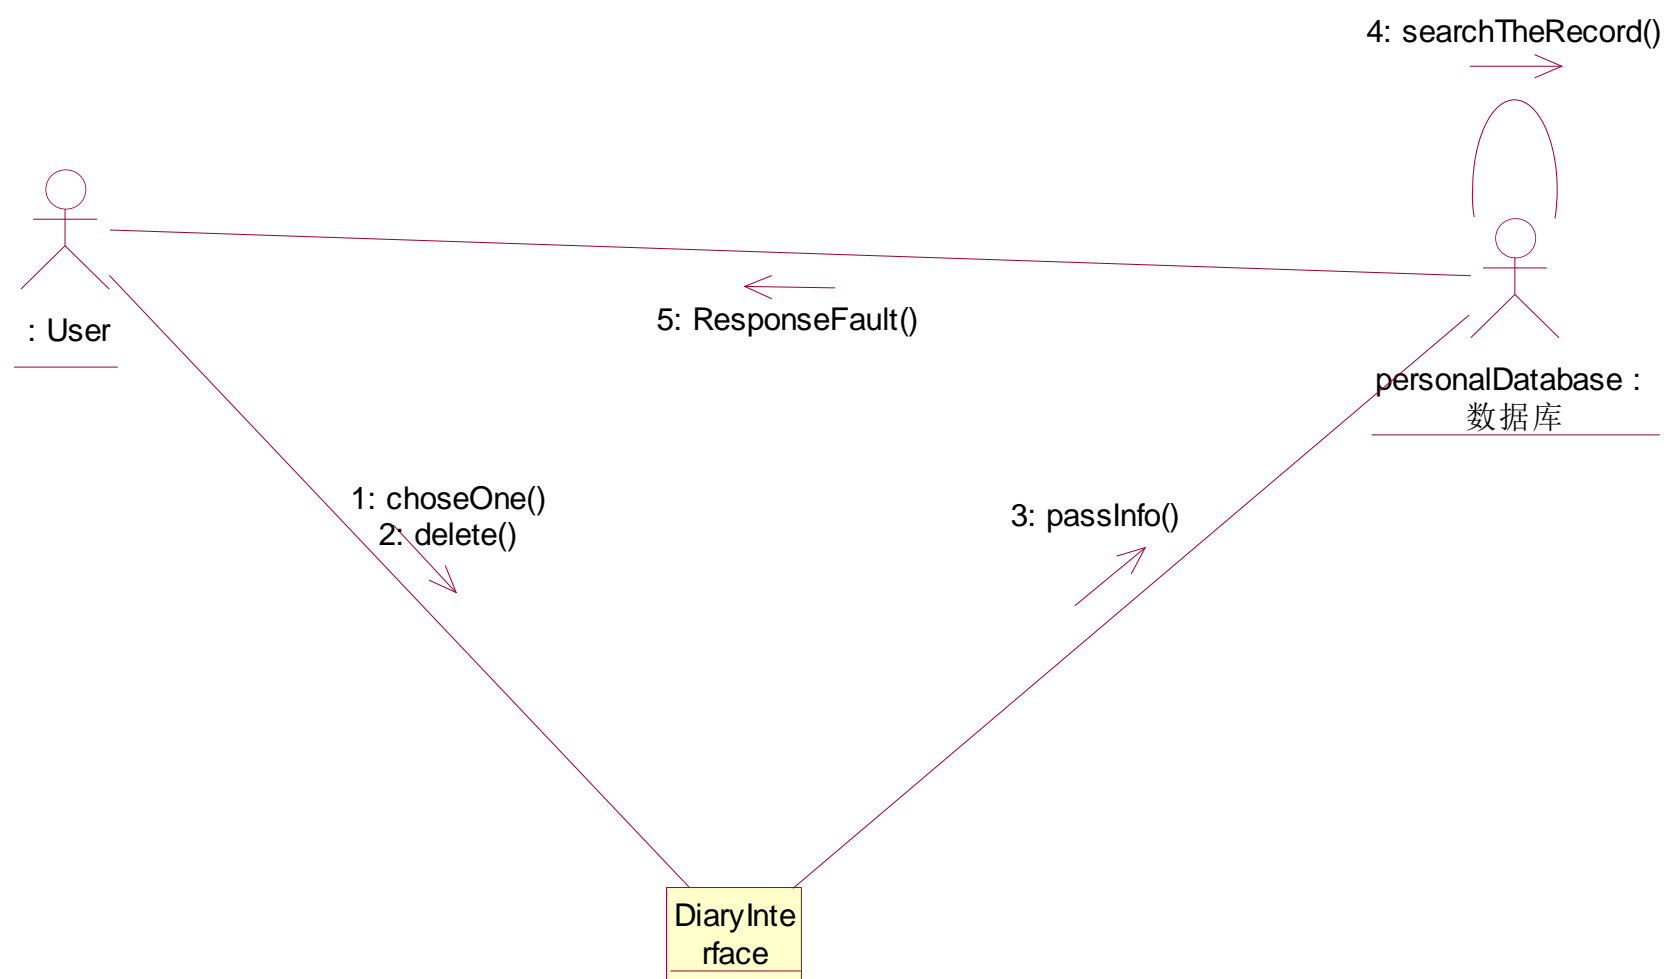 4: searchTheRecord()
: User
5: ResponseFault()
personalDatabase :
数据库
1: choseOne()
2: delete()
3: passInfo()
DiaryInte
rface